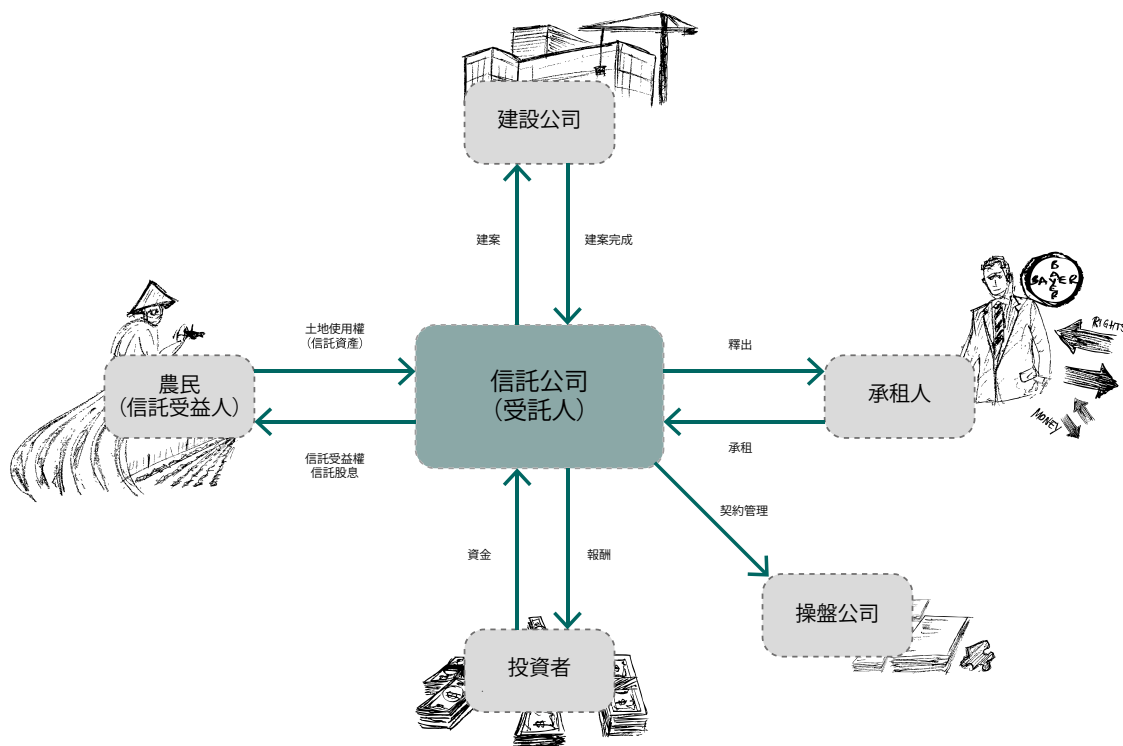 建設公司
建案
建案完成
B
A
BAYER
E
R
RIGHTS
土地使用權
（信託資產）
釋出
農民
（信託受益人）
信託公司
（受託人）
承租人
MONEY
信託受益權
信託股息
承租
契約管理
資金
報酬
操盤公司
投資者